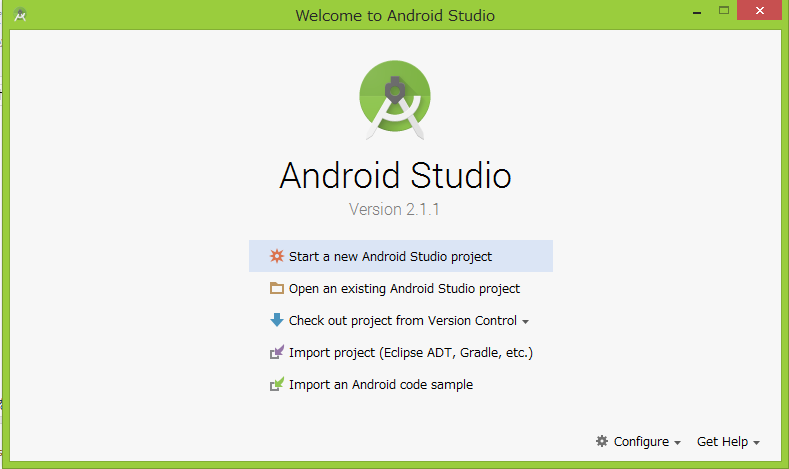 Welcome to Android Studio
Android Studio
Version 2.1.1
Start a new Android Studio project
Open an existing Android Studio project
Check out project from Version Control
Import project (Eclipse ADT, Gradle, etc.)
Import an Android code sample
Configure Get Help